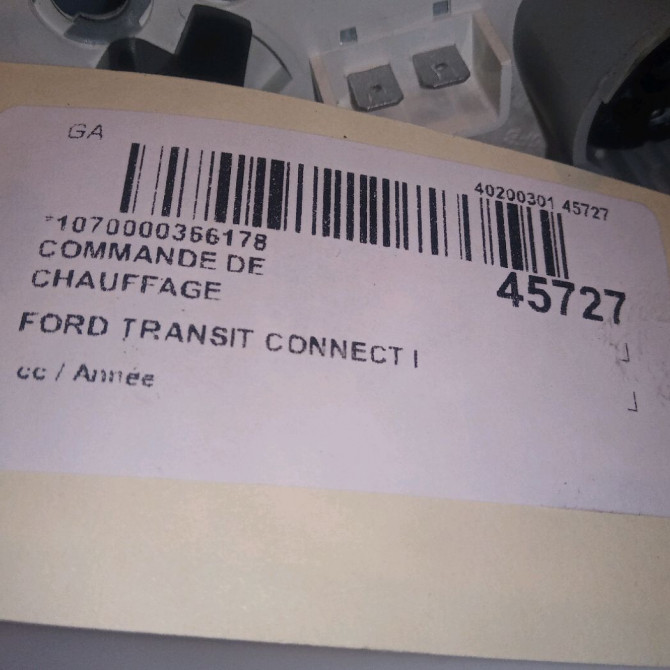 GA
40200301 45727
*1070000366178
COMMANDE DE
CHAUFFAGE
45727
FORD TRANSIT CONNECT I
cc / Année